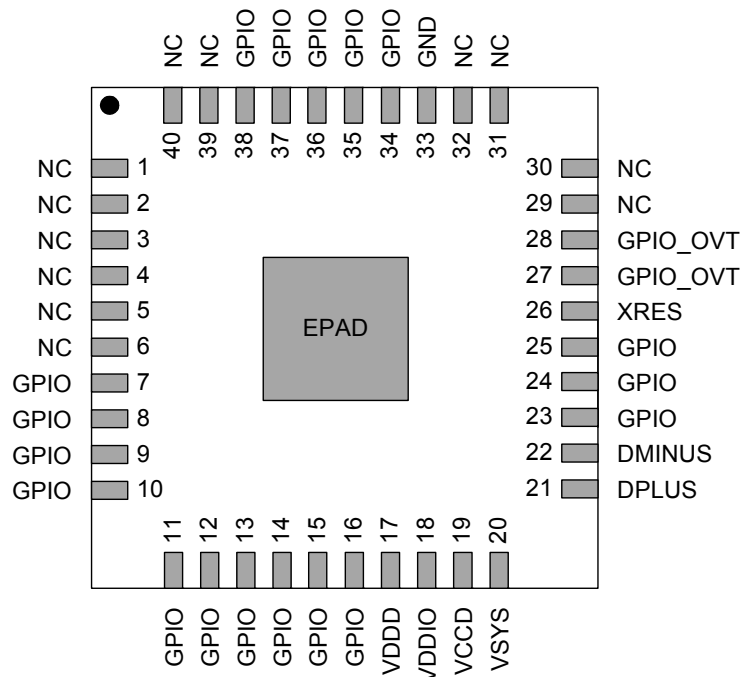 NC NC GPIO GPIO GPIO GPIO GPIO GND NC NC
40 39 38 37 36 35 34 33 32 31
NC 1 30 NC
NC 2 29 NC
NC 3 28 GPIO_OVT
NC 4 27 GPIO_OVT
NC 5 EPAD 26 XRES
NC 6 25 GPIO
GPIO 7 24 GPIO
GPIO 8 23 GPIO
GPIO 9 22 DMINUS
GPIO 10 21 DPLUS
11 12 13 14 15 16 17 18 19 20
GPIO GPIO GPIO GPIO GPIO GPIO VDDD VDDIO VCCD VSYS